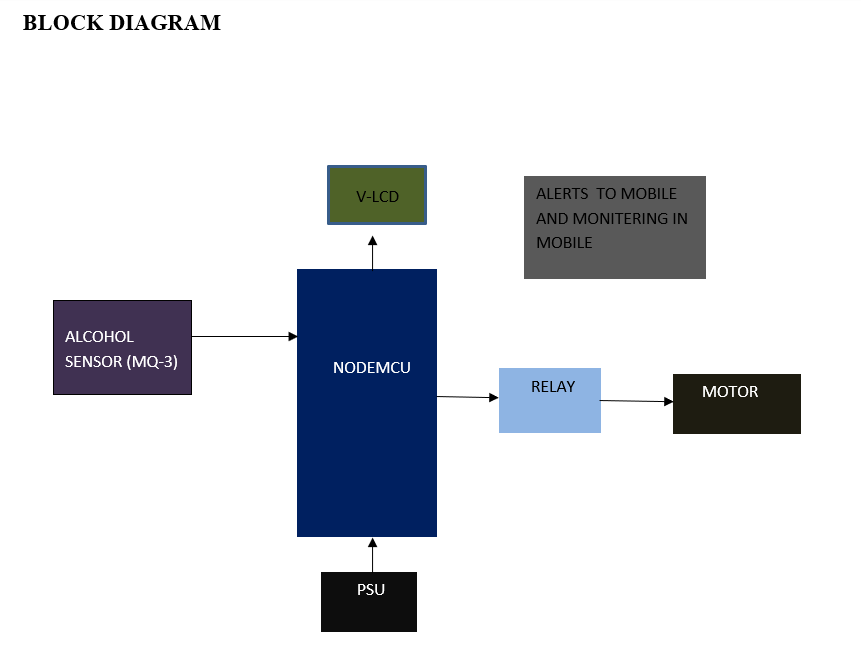 BLOCK DIAGRAM
V-LCD
ALERTS TO MOBILE
AND MONITERING IN
MOBILE
ALCOHOL
SENSOR (MQ-3)
NODEMCU
RELAY
MOTOR
PSU